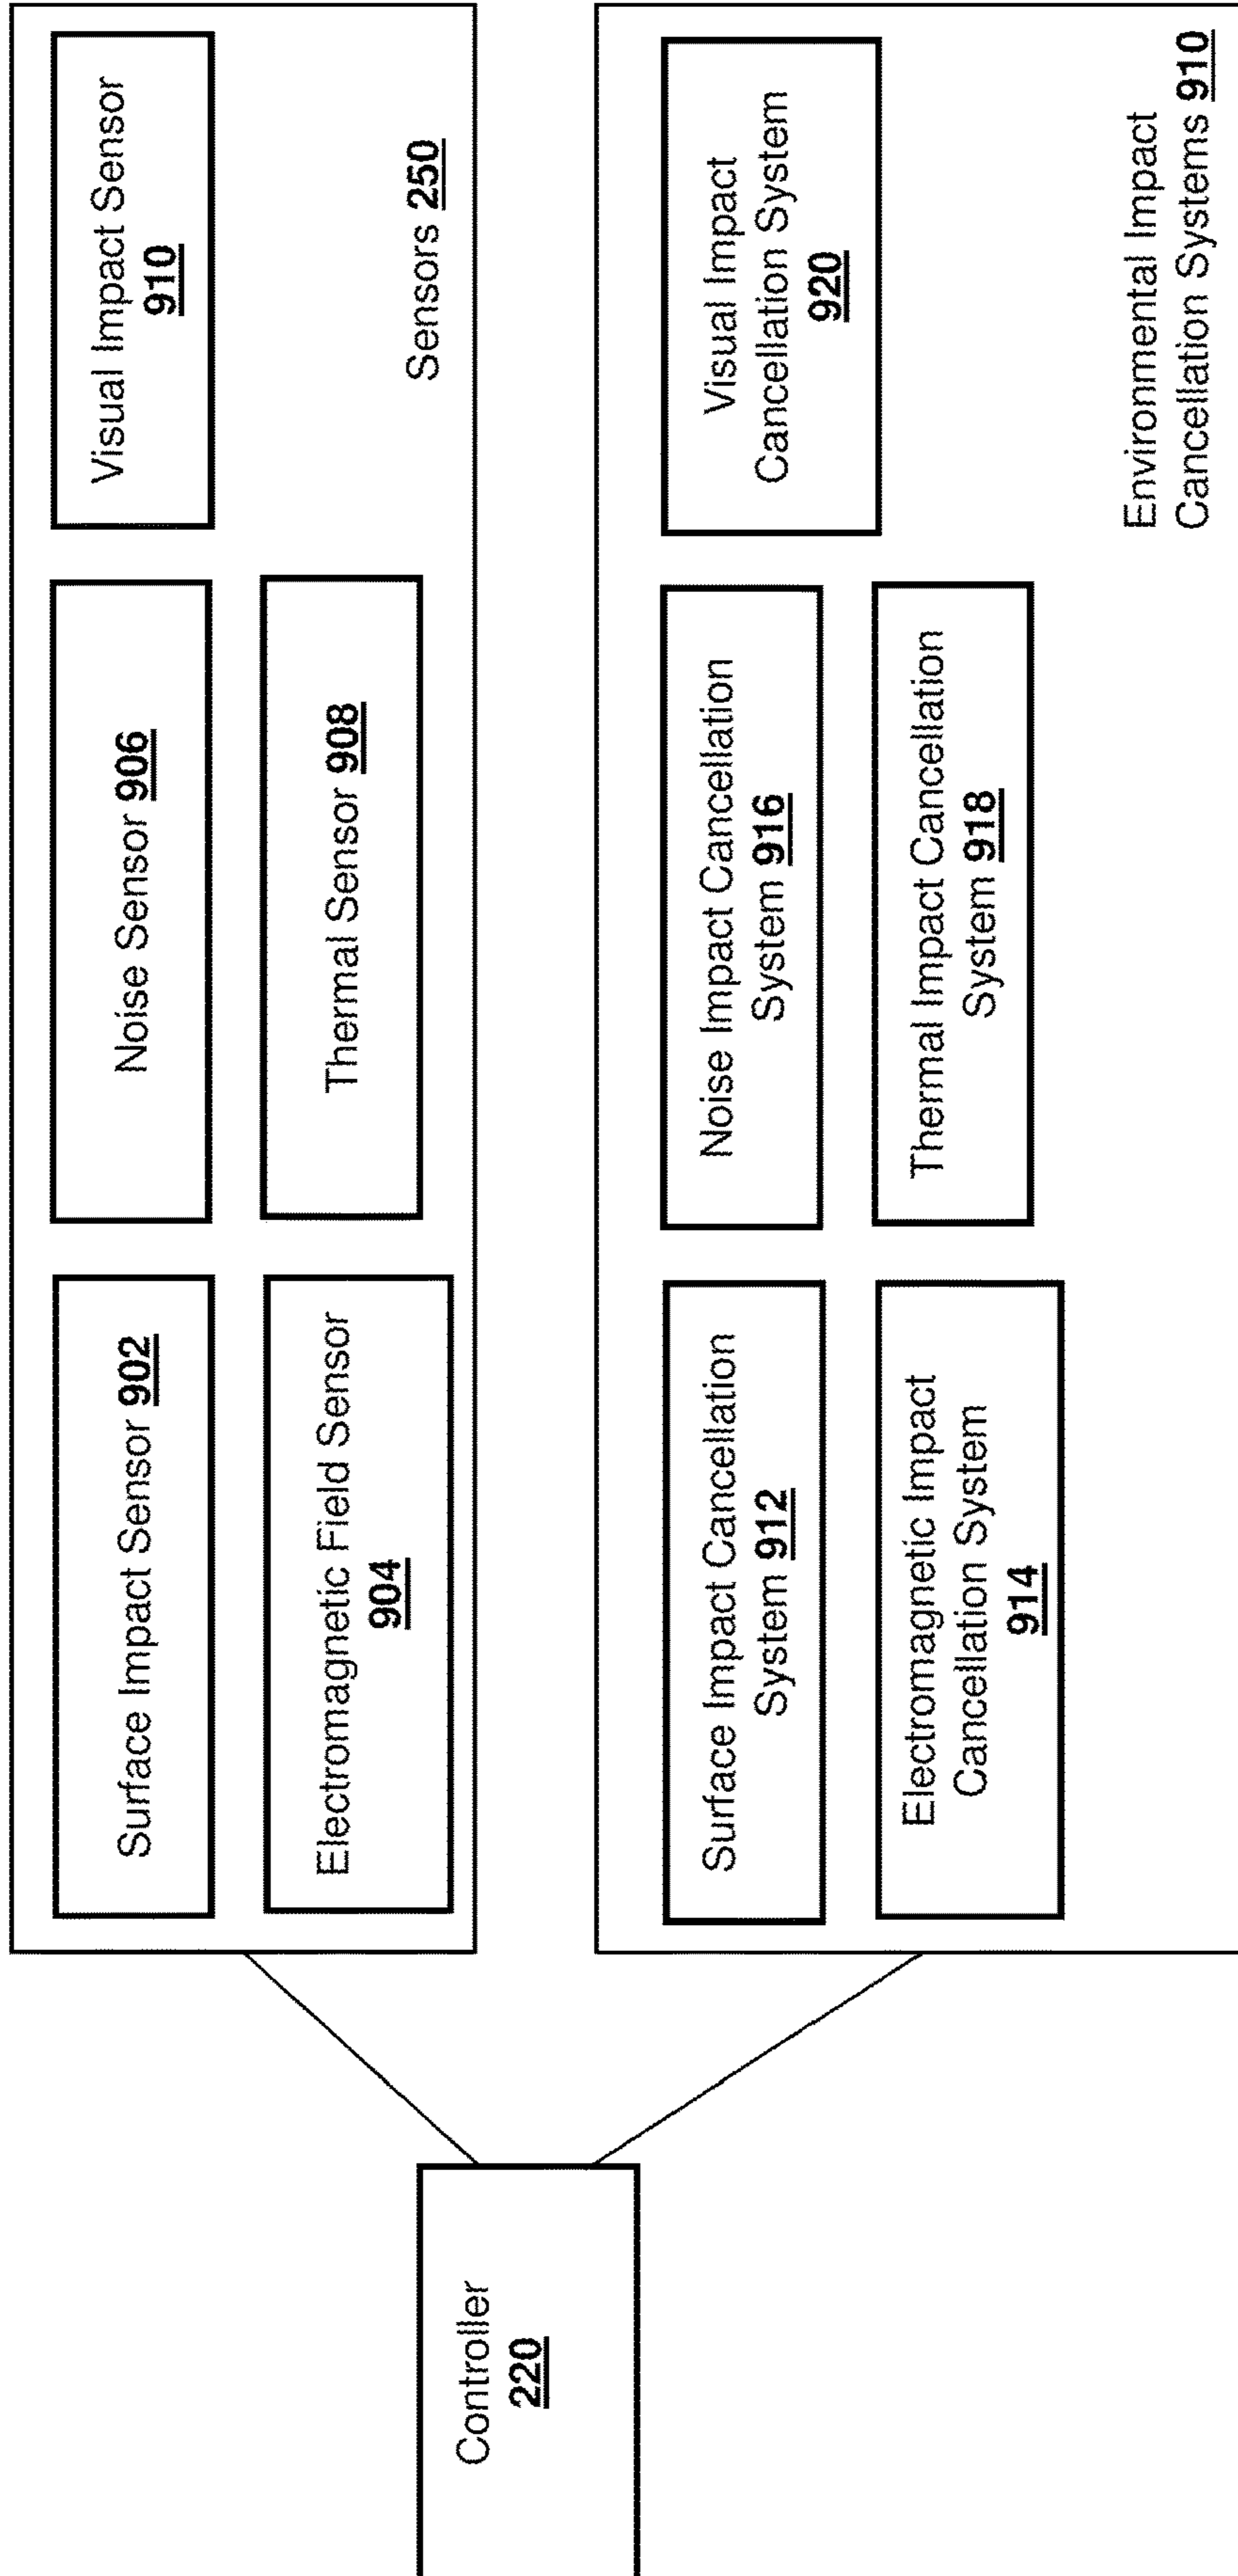 Controller
220
Surface Impact Sensor 902
Electromagnetic Field Sensor
904
Noise Sensor 906
Thermal Sensor 908
Visual Impact Sensor
910
Sensors 250
Surface Impact Cancellation
System 912
Electromagnetic Impact
Cancellation System
914
Noise Impact Cancellation
System 916
Thermal Impact Cancellation
System 918
Visual Impact
Cancellation System
920
Environmental Impact
Cancellation Systems 910